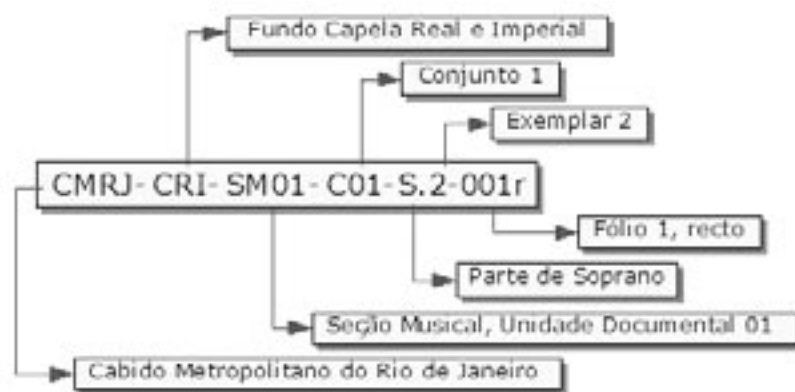 Fundo Capela Real e Imperial
Conjunto 1
Exemplar 2
CMRJ-CRI-SM01-C01-S.2-001r
Fólio 1, recto
Parte de Soprano
Seção Musical, Unidade Documental 01
Cabido Metropolitano do Rio de Janeiro